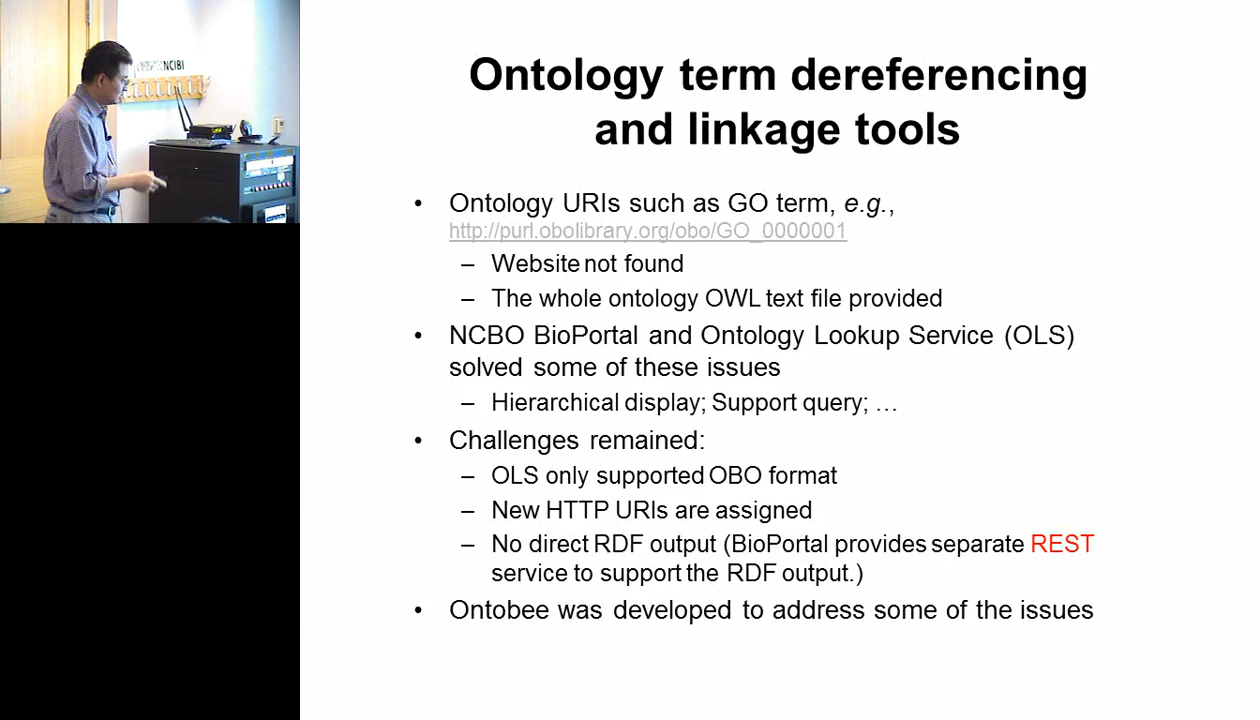 NCIBI
Ontology term dereferencing
and linkage tools
• Ontology URIs such as GO term, e.g.,
http://purl.obolibrary.org/obo/GO_0000001
– Website not found
– The whole ontology OWL text file provided
• NCBO BioPortal and Ontology Lookup Service (OLS)
solved some of these issues
– Hierarchical display; Support query; …
• Challenges remained:
– OLS only supported OBO format
– New HTTP URIs are assigned
– No direct RDF output (BioPortal provides separate REST
service to support the RDF output.)
• Ontobee was developed to address some of the issues